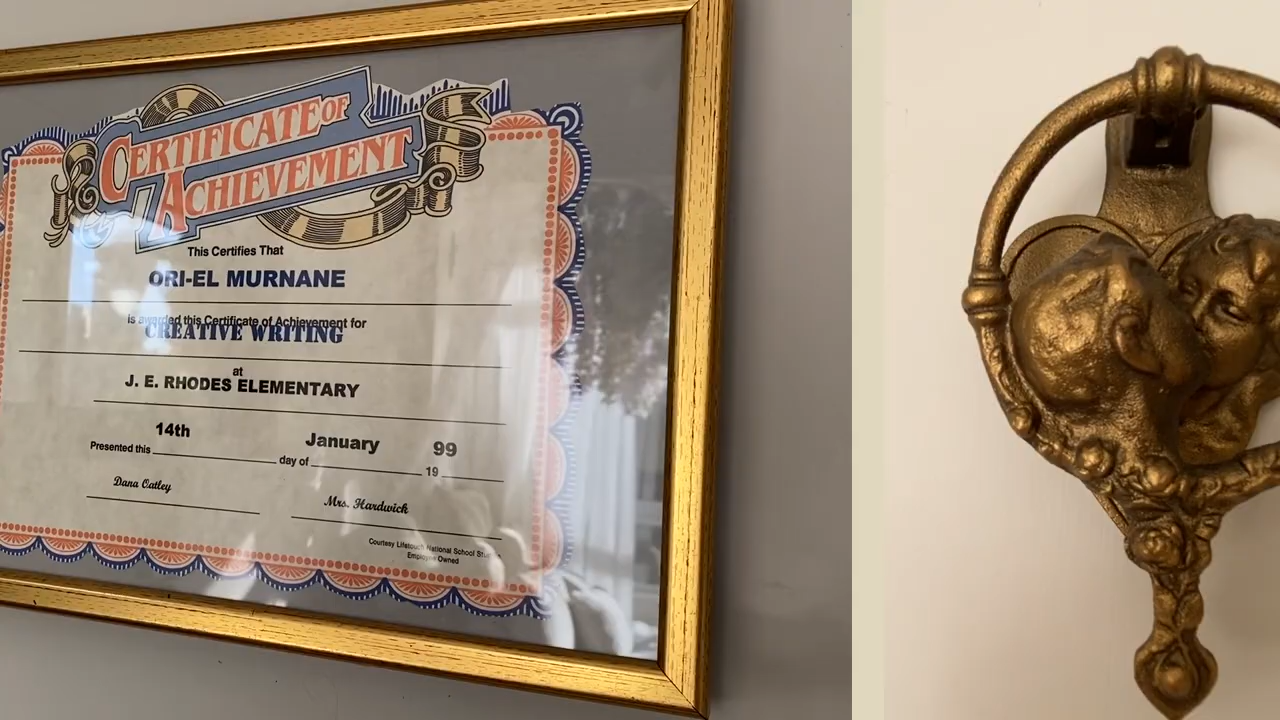 CERTIFICATE OF
ACHIEVEMENT
This Certifies That
ORI-EL MURNANE
is awarded this Certificate of Achievement for
CREATIVE WRITING
at
J. E. RHODES ELEMENTARY
14th January 99
Presented this day of 19
Dana Oatley Mrs. Hardwick
Courtesy Lifetouch National School
Employee Owned